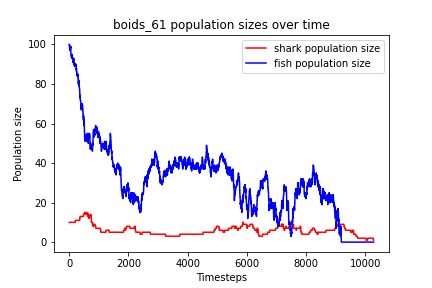 boids_61 population sizes over time
shark population size
fish population size
Population size
100
80
60
40
20
0
0
2000
4000
6000
8000
10000
Timesteps